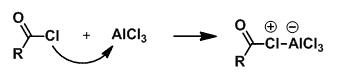 O Cl + AlCl₃ O ⊕ ⊖
R R Cl–AlCl₃